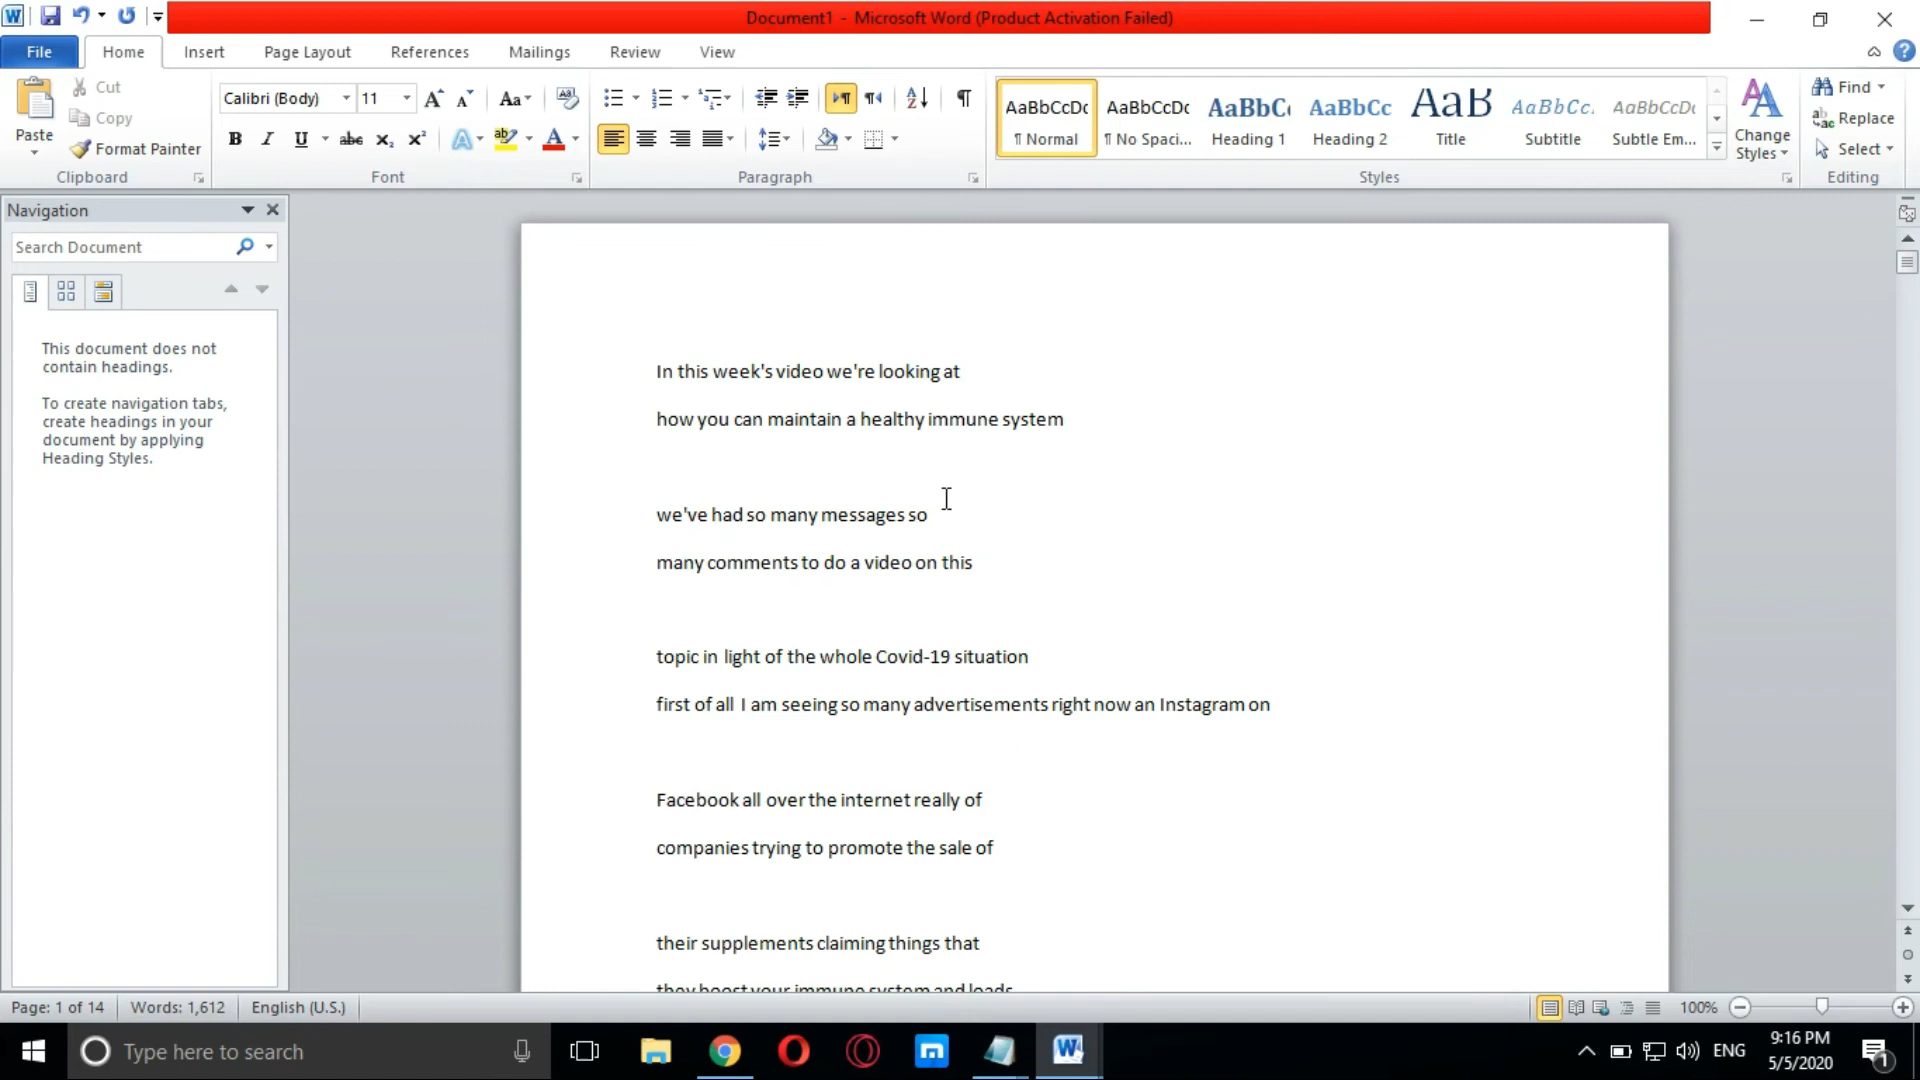 Document1 - Microsoft Word (Product Activation Failed)
File Home Insert Page Layout References Mailings Review View
Paste
Cut
Copy
Format Painter
Clipboard
Calibri (Body) 11
Font
Paragraph
AaBbCcDc AaBbCcDc AaBbC AaBbCc AaB AaBbCc. AaBbCcDc
¶ Normal ¶ No Spaci... Heading 1 Heading 2 Title Subtitle Subtle Em...
Change
Styles
Styles
Find
Replace
Select
Editing
Navigation
Search Document
This document does not
contain headings.
To create navigation tabs,
create headings in your
document by applying
Heading Styles.
In this week's video we're looking at
how you can maintain a healthy immune system
we've had so many messages so
many comments to do a video on this
topic in light of the whole Covid-19 situation
first of all I am seeing so many advertisements right now an Instagram on
Facebook all over the internet really of
companies trying to promote the sale of
their supplements claiming things that
they boost your immune system and loads
Page: 1 of 14 Words: 1,612 English (U.S.) 100%
Type here to search
ENG
9:16 PM
5/5/2020
1